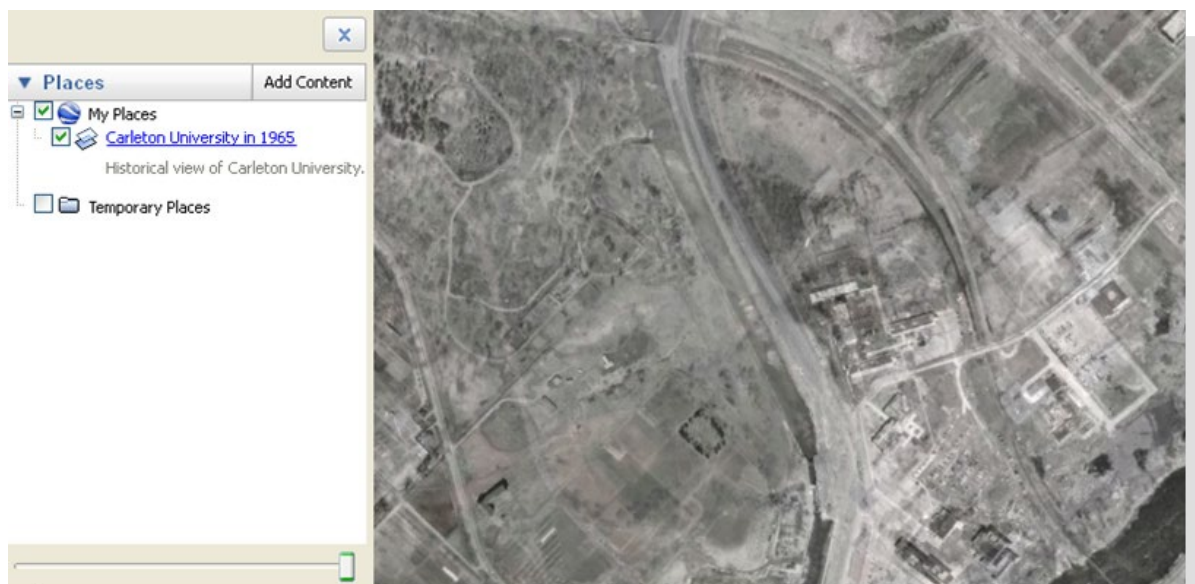 Places Add Content
My Places
Carleton University in 1965
Historical view of Carleton University.
Temporary Places